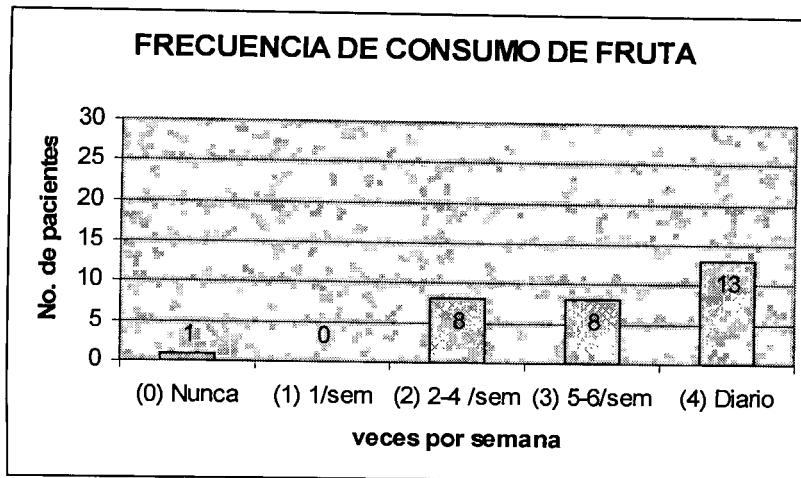 FRECUENCIA DE CONSUMO DE FRUTA
No. de pacientes
30
25
20
15
10
5
0
1
0
8
8
13
(0) Nunca
(1) 1/sem
(2) 2-4 /sem
(3) 5-6/sem
(4) Diario
veces por semana